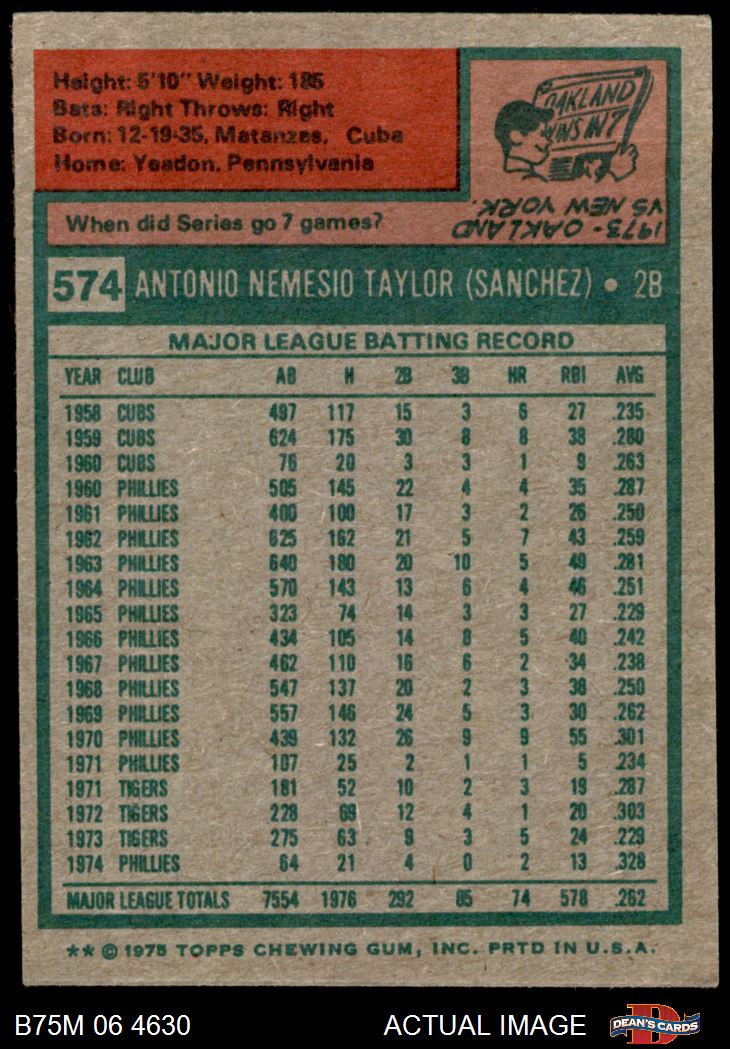 Height: 5'10" Weight: 185
Bats: Right Throws: Right
Born: 12-19-35, Matanzas, Cuba
Home: Yeadon, Pennsylvania
OAKLAND
WINS IN 7
When did Series go 7 games?
1973 - OAKLAND
VS NEW YORK.
574 ANTONIO NEMESIO TAYLOR (SANCHEZ) • 2B
MAJOR LEAGUE BATTING RECORD
YEAR CLUB AB H 2B 3B HR RBI AVG
1958 CUBS 497 117 15 3 6 27 .235
1959 CUBS 624 175 30 8 8 38 .280
1960 CUBS 76 20 3 3 1 9 .263
1960 PHILLIES 505 145 22 4 4 35 .287
1961 PHILLIES 400 100 17 3 2 26 .250
1962 PHILLIES 625 162 21 5 7 43 .259
1963 PHILLIES 640 180 20 10 5 49 .281
1964 PHILLIES 570 143 13 6 4 46 .251
1965 PHILLIES 323 74 14 3 3 27 .229
1966 PHILLIES 434 105 14 8 5 40 .242
1967 PHILLIES 462 110 16 6 2 34 .238
1968 PHILLIES 547 137 20 2 3 38 .250
1969 PHILLIES 557 146 24 5 3 30 .262
1970 PHILLIES 439 132 26 9 9 55 .301
1971 PHILLIES 107 25 2 1 1 5 .234
1971 TIGERS 181 52 10 2 3 19 .287
1972 TIGERS 228 69 12 4 1 20 .303
1973 TIGERS 275 63 9 3 5 24 .229
1974 PHILLIES 64 21 4 0 2 13 .328
MAJOR LEAGUE TOTALS 7554 1976 292 85 74 578 .262
** © 1975 TOPPS CHEWING GUM, INC. PRTD IN U.S.A.
B75M 06 4630 ACTUAL IMAGE DEAN'S CARDS